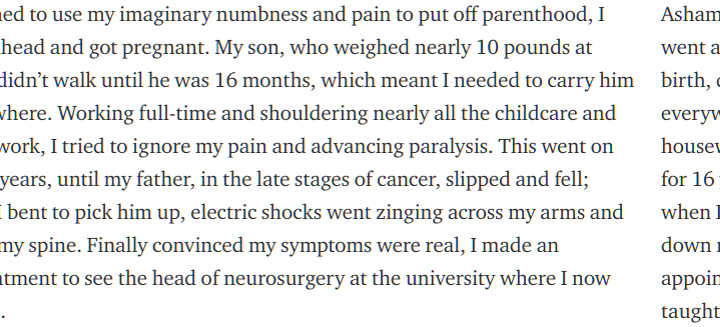 ed to use my imaginary numbness and pain to put off parenthood, I
head and got pregnant. My son, who weighed nearly 10 pounds at
didn’t walk until he was 16 months, which meant I needed to carry him
where. Working full-time and shouldering nearly all the childcare and
work, I tried to ignore my pain and advancing paralysis. This went on
years, until my father, in the late stages of cancer, slipped and fell;
I bent to pick him up, electric shocks went zinging across my arms and
my spine. Finally convinced my symptoms were real, I made an
tment to see the head of neurosurgery at the university where I now
.
Asham
went a
birth,
everyw
housew
for 16
when I
down
appoin
taught